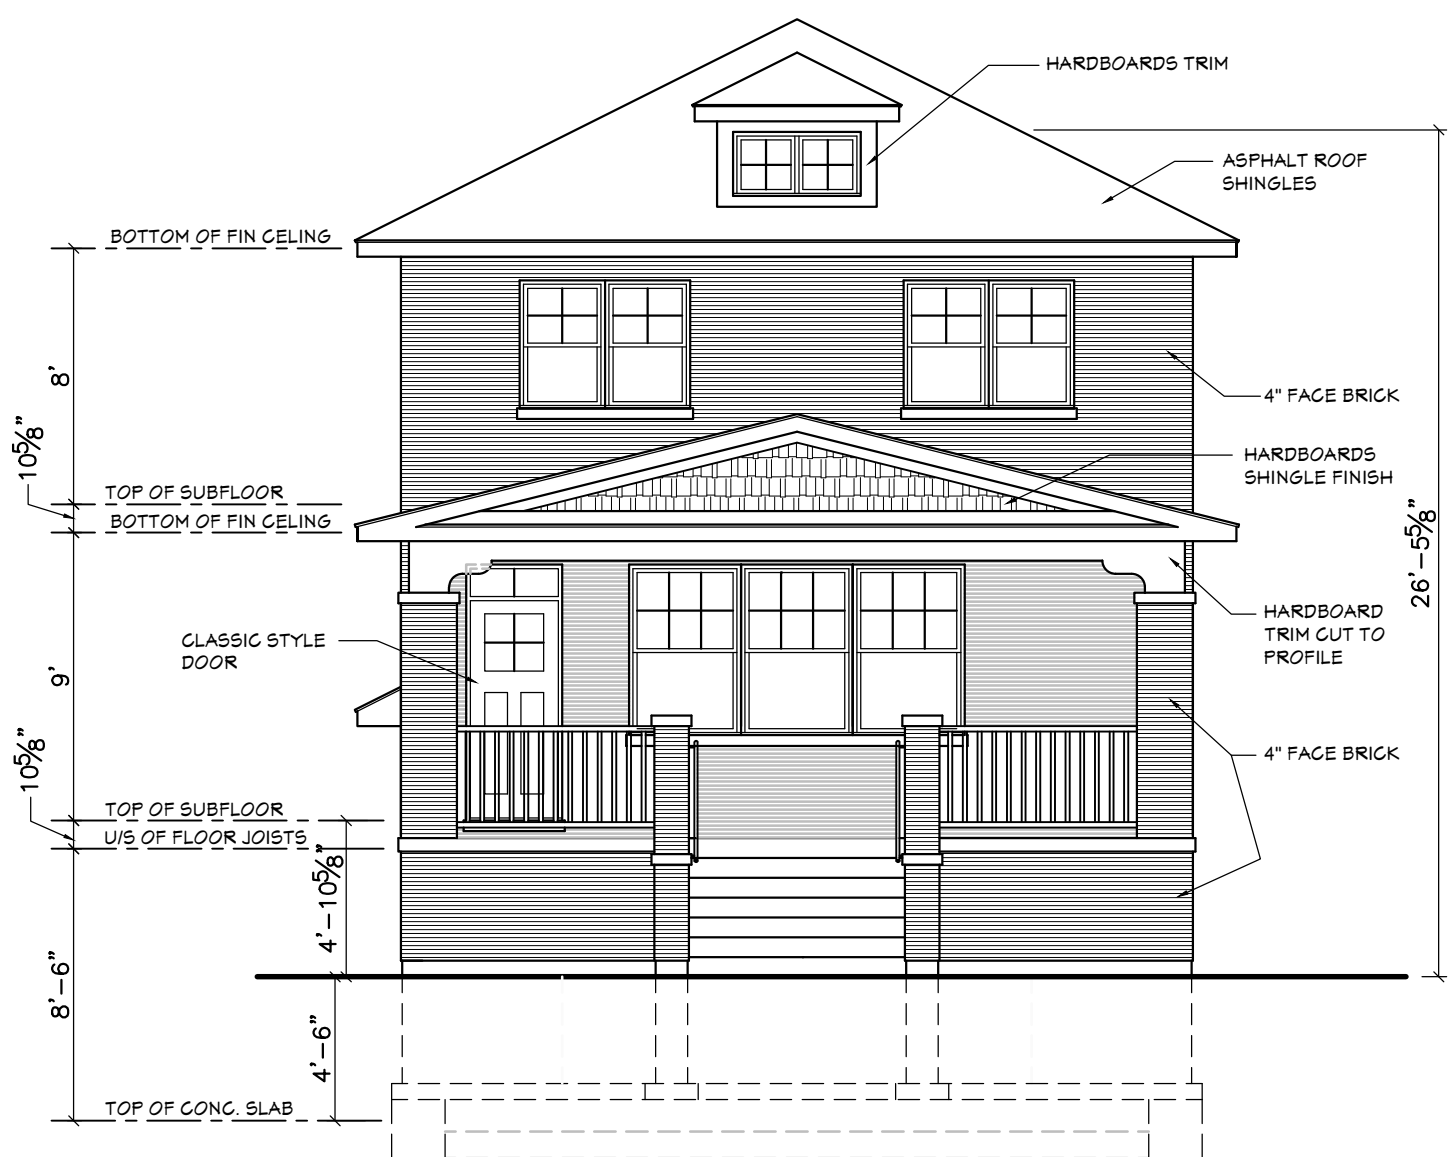 HARDBOARDS TRIM
ASPHALT ROOF
SHINGLES
BOTTOM OF FIN CELING
8'
4" FACE BRICK
10⅝"
HARDBOARDS
SHINGLE FINISH
TOP OF SUBFLOOR
BOTTOM OF FIN CELING
26'-5⅝"
HARDBOARD
TRIM CUT TO
PROFILE
CLASSIC STYLE
DOOR
9'
10⅝"
4" FACE BRICK
TOP OF SUBFLOOR
U/S OF FLOOR JOISTS
4'-10⅝"
8'-6"
4'-6"
TOP OF CONC. SLAB